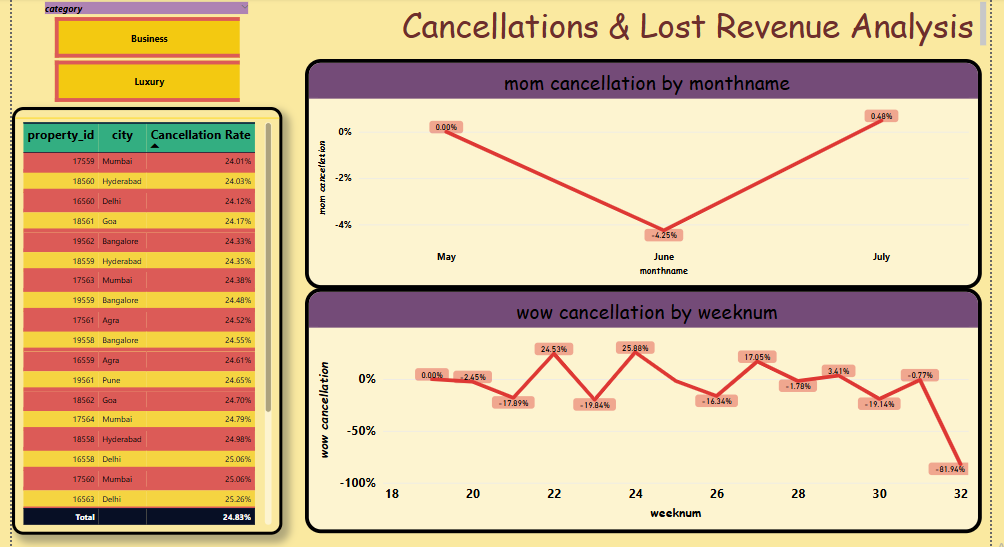 category
Business
Luxury
Cancellations & Lost Revenue Analysis
property_id city Cancellation Rate
17559 Mumbai 24.01%
18560 Hyderabad 24.03%
16560 Delhi 24.12%
18561 Goa 24.17%
19562 Bangalore 24.33%
18559 Hyderabad 24.35%
17563 Mumbai 24.38%
19559 Bangalore 24.48%
17561 Agra 24.52%
19558 Bangalore 24.55%
16559 Agra 24.61%
19561 Pune 24.65%
18562 Goa 24.70%
17564 Mumbai 24.79%
18558 Hyderabad 24.98%
16558 Delhi 25.06%
17560 Mumbai 25.06%
16563 Delhi 25.26%
Total 24.83%
mom cancellation by monthname
mom cancellation
0%
-2%
-4%
0.00%
-4.25%
0.48%
May June July
monthname
wow cancellation by weeknum
wow cancellation
0%
-50%
-100%
0.00%
-2.45%
-17.89%
24.53%
-19.84%
25.88%
-16.34%
17.05%
-1.78%
3.41%
-19.14%
-0.77%
-81.94%
18 20 22 24 26 28 30 32
weeknum